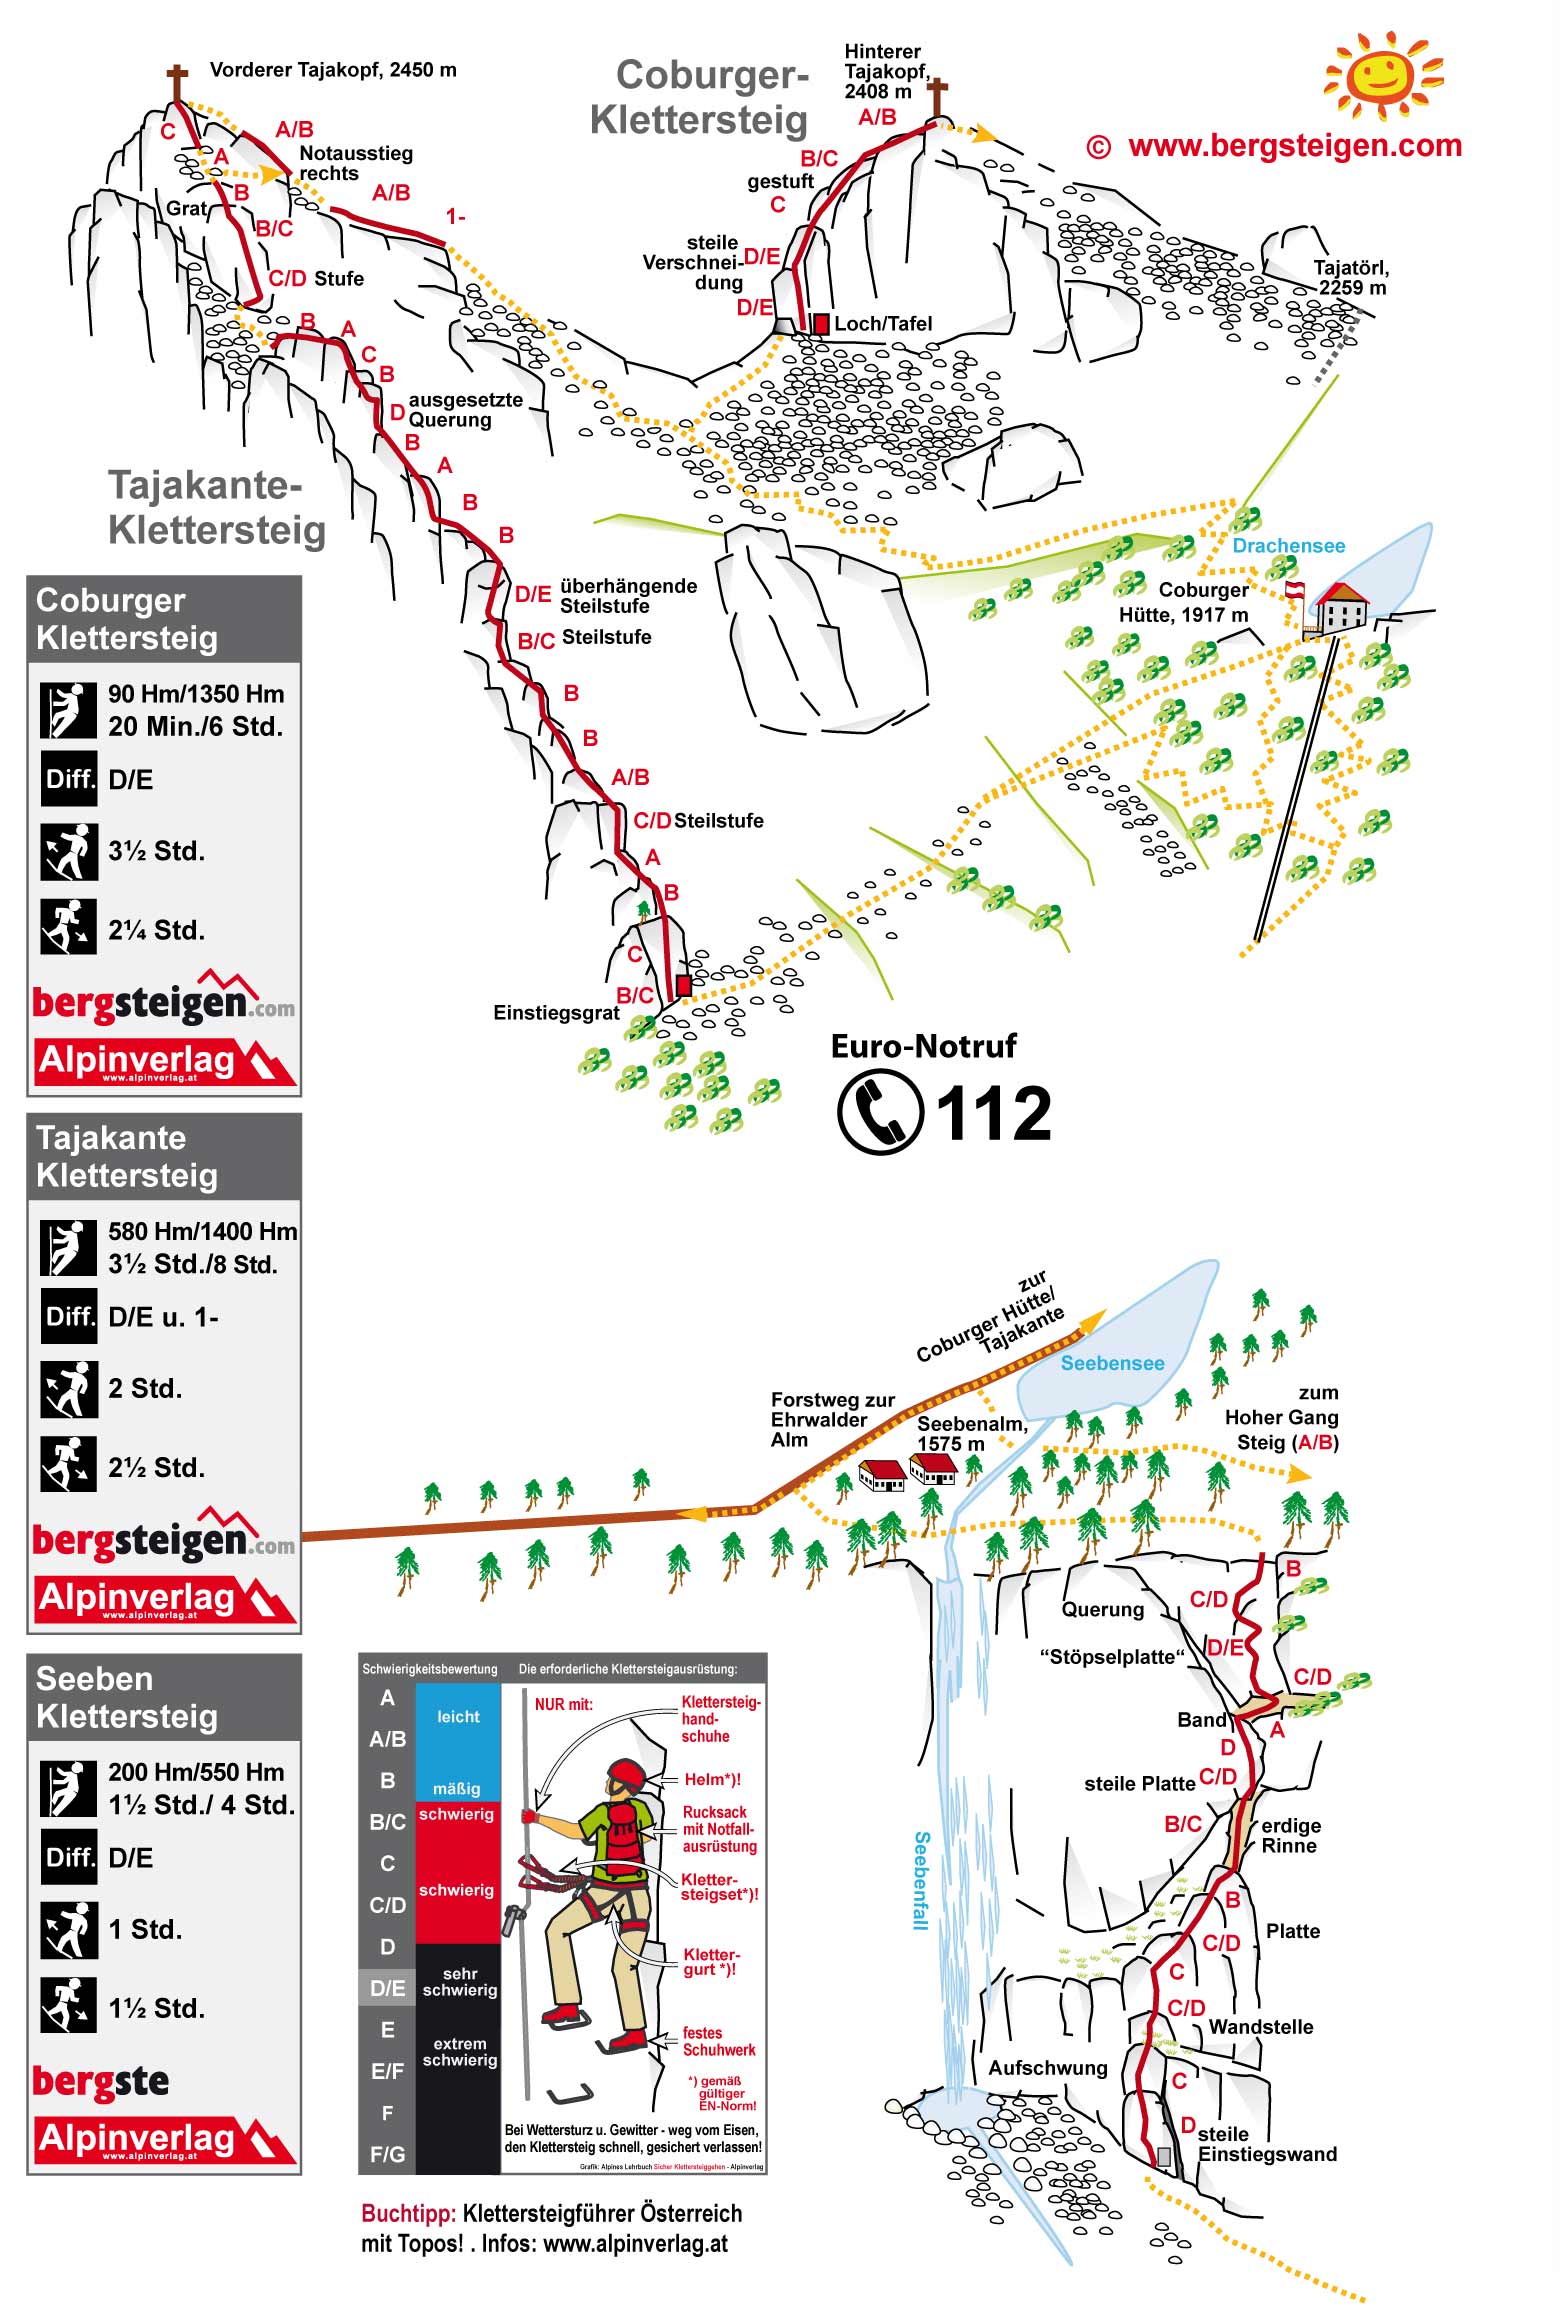 Vorderer Tajakopf, 2450 m
Coburger-
Klettersteig
Hinterer
Tajakopf,
2408 m
© www.bergsteigen.com
C
A/B
A
Notausstieg
rechts
A/B
B
Grat
B/C
1-
C/D Stufe
A/B
B/C
gestuft
C
steile
Verschnei-
dung
D/E
D/E
Loch/Tafel
Tajatörl,
2259 m
B
A
C
B
D
ausgesetzte
Querung
B
A
B
B
Tajakante-
Klettersteig
D/E
überhängende
Steilstufe
B/C Steilstufe
B
B
A/B
C/D Steilstufe
A
B
C
B/C
Einstiegsgrat
Drachensee
Coburger
Hütte, 1917 m
Euro-Notruf
112
Coburger
Klettersteig
90 Hm/1350 Hm
20 Min./6 Std.
Diff. D/E
3½ Std.
2¼ Std.
bergsteigen.com
Alpinverlag
www.alpinverlag.at
Tajakante
Klettersteig
580 Hm/1400 Hm
3½ Std./8 Std.
Diff. D/E u. 1-
2 Std.
2½ Std.
bergsteigen.com
Alpinverlag
www.alpinverlag.at
Seeben
Klettersteig
200 Hm/550 Hm
1½ Std./ 4 Std.
Diff. D/E
1 Std.
1½ Std.
bergste
Alpinverlag
www.alpinverlag.at
zur
Coburger Hütte/
Tajakante
Seebensee
Forstweg zur
Ehrwalder
Alm
Seebenalm,
1575 m
zum
Hoher Gang
Steig (A/B)
B
C/D
Querung
D/E
“Stöpselplatte“
C/D
Band
A
D
steile Platte C/D
B/C
erdige
Rinne
Seebenfall
B
Platte
C/D
C
C/D
Wandstelle
Aufschwung
C
D
steile
Einstiegswand
Schwierigkeitsbewertung
A
A/B
B
B/C
C
C/D
D
D/E
E
E/F
F
F/G
leicht
mäßig
schwierig
schwierig
sehr
schwierig
extrem
schwierig
Die erforderliche Klettersteigausrüstung:
NUR mit:
Klettersteig-
hand-
schuhe
Helm*)!
Rucksack
mit Notfall-
ausrüstung
Kletter-
steigset*)!
Kletter-
gurt *)!
festes
Schuhwerk
*) gemäß
gültiger
EN-Norm!
Bei Wettersturz u. Gewitter - weg vom Eisen,
den Klettersteig schnell, gesichert verlassen!
Grafik: Alpines Lehrbuch Sicher Klettersteiggehen - Alpinverlag
Buchtipp: Klettersteigführer Österreich
mit Topos! . Infos: www.alpinverlag.at